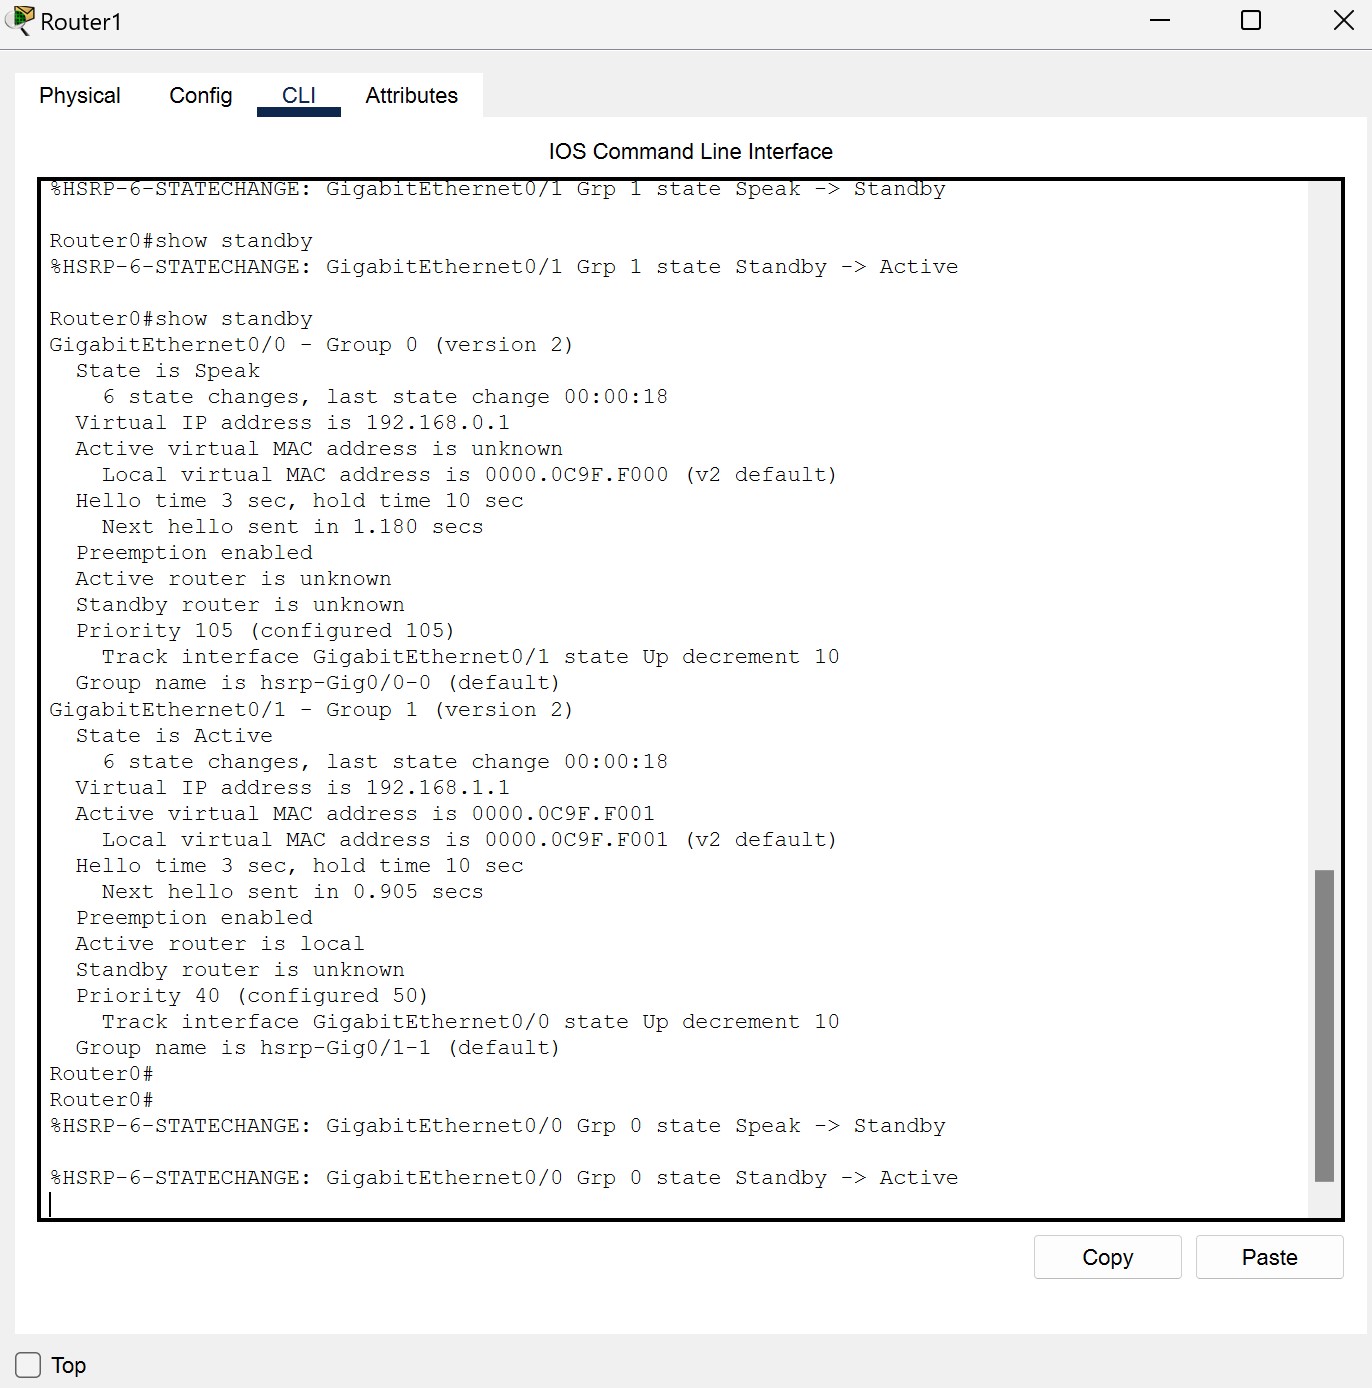 Router1
Physical Config CLI Attributes
IOS Command Line Interface
%HSRP-6-STATECHANGE: GigabitEthernet0/1 Grp 1 state Speak -> Standby
Router0#show standby
%HSRP-6-STATECHANGE: GigabitEthernet0/1 Grp 1 state Standby -> Active
Router0#show standby
GigabitEthernet0/0 - Group 0 (version 2)
State is Speak
6 state changes, last state change 00:00:18
Virtual IP address is 192.168.0.1
Active virtual MAC address is unknown
Local virtual MAC address is 0000.0C9F.F000 (v2 default)
Hello time 3 sec, hold time 10 sec
Next hello sent in 1.180 secs
Preemption enabled
Active router is unknown
Standby router is unknown
Priority 105 (configured 105)
Track interface GigabitEthernet0/1 state Up decrement 10
Group name is hsrp-Gig0/0-0 (default)
GigabitEthernet0/1 - Group 1 (version 2)
State is Active
6 state changes, last state change 00:00:18
Virtual IP address is 192.168.1.1
Active virtual MAC address is 0000.0C9F.F001
Local virtual MAC address is 0000.0C9F.F001 (v2 default)
Hello time 3 sec, hold time 10 sec
Next hello sent in 0.905 secs
Preemption enabled
Active router is local
Standby router is unknown
Priority 40 (configured 50)
Track interface GigabitEthernet0/0 state Up decrement 10
Group name is hsrp-Gig0/1-1 (default)
Router0#
Router0#
%HSRP-6-STATECHANGE: GigabitEthernet0/0 Grp 0 state Speak -> Standby
%HSRP-6-STATECHANGE: GigabitEthernet0/0 Grp 0 state Standby -> Active
Copy Paste
Top